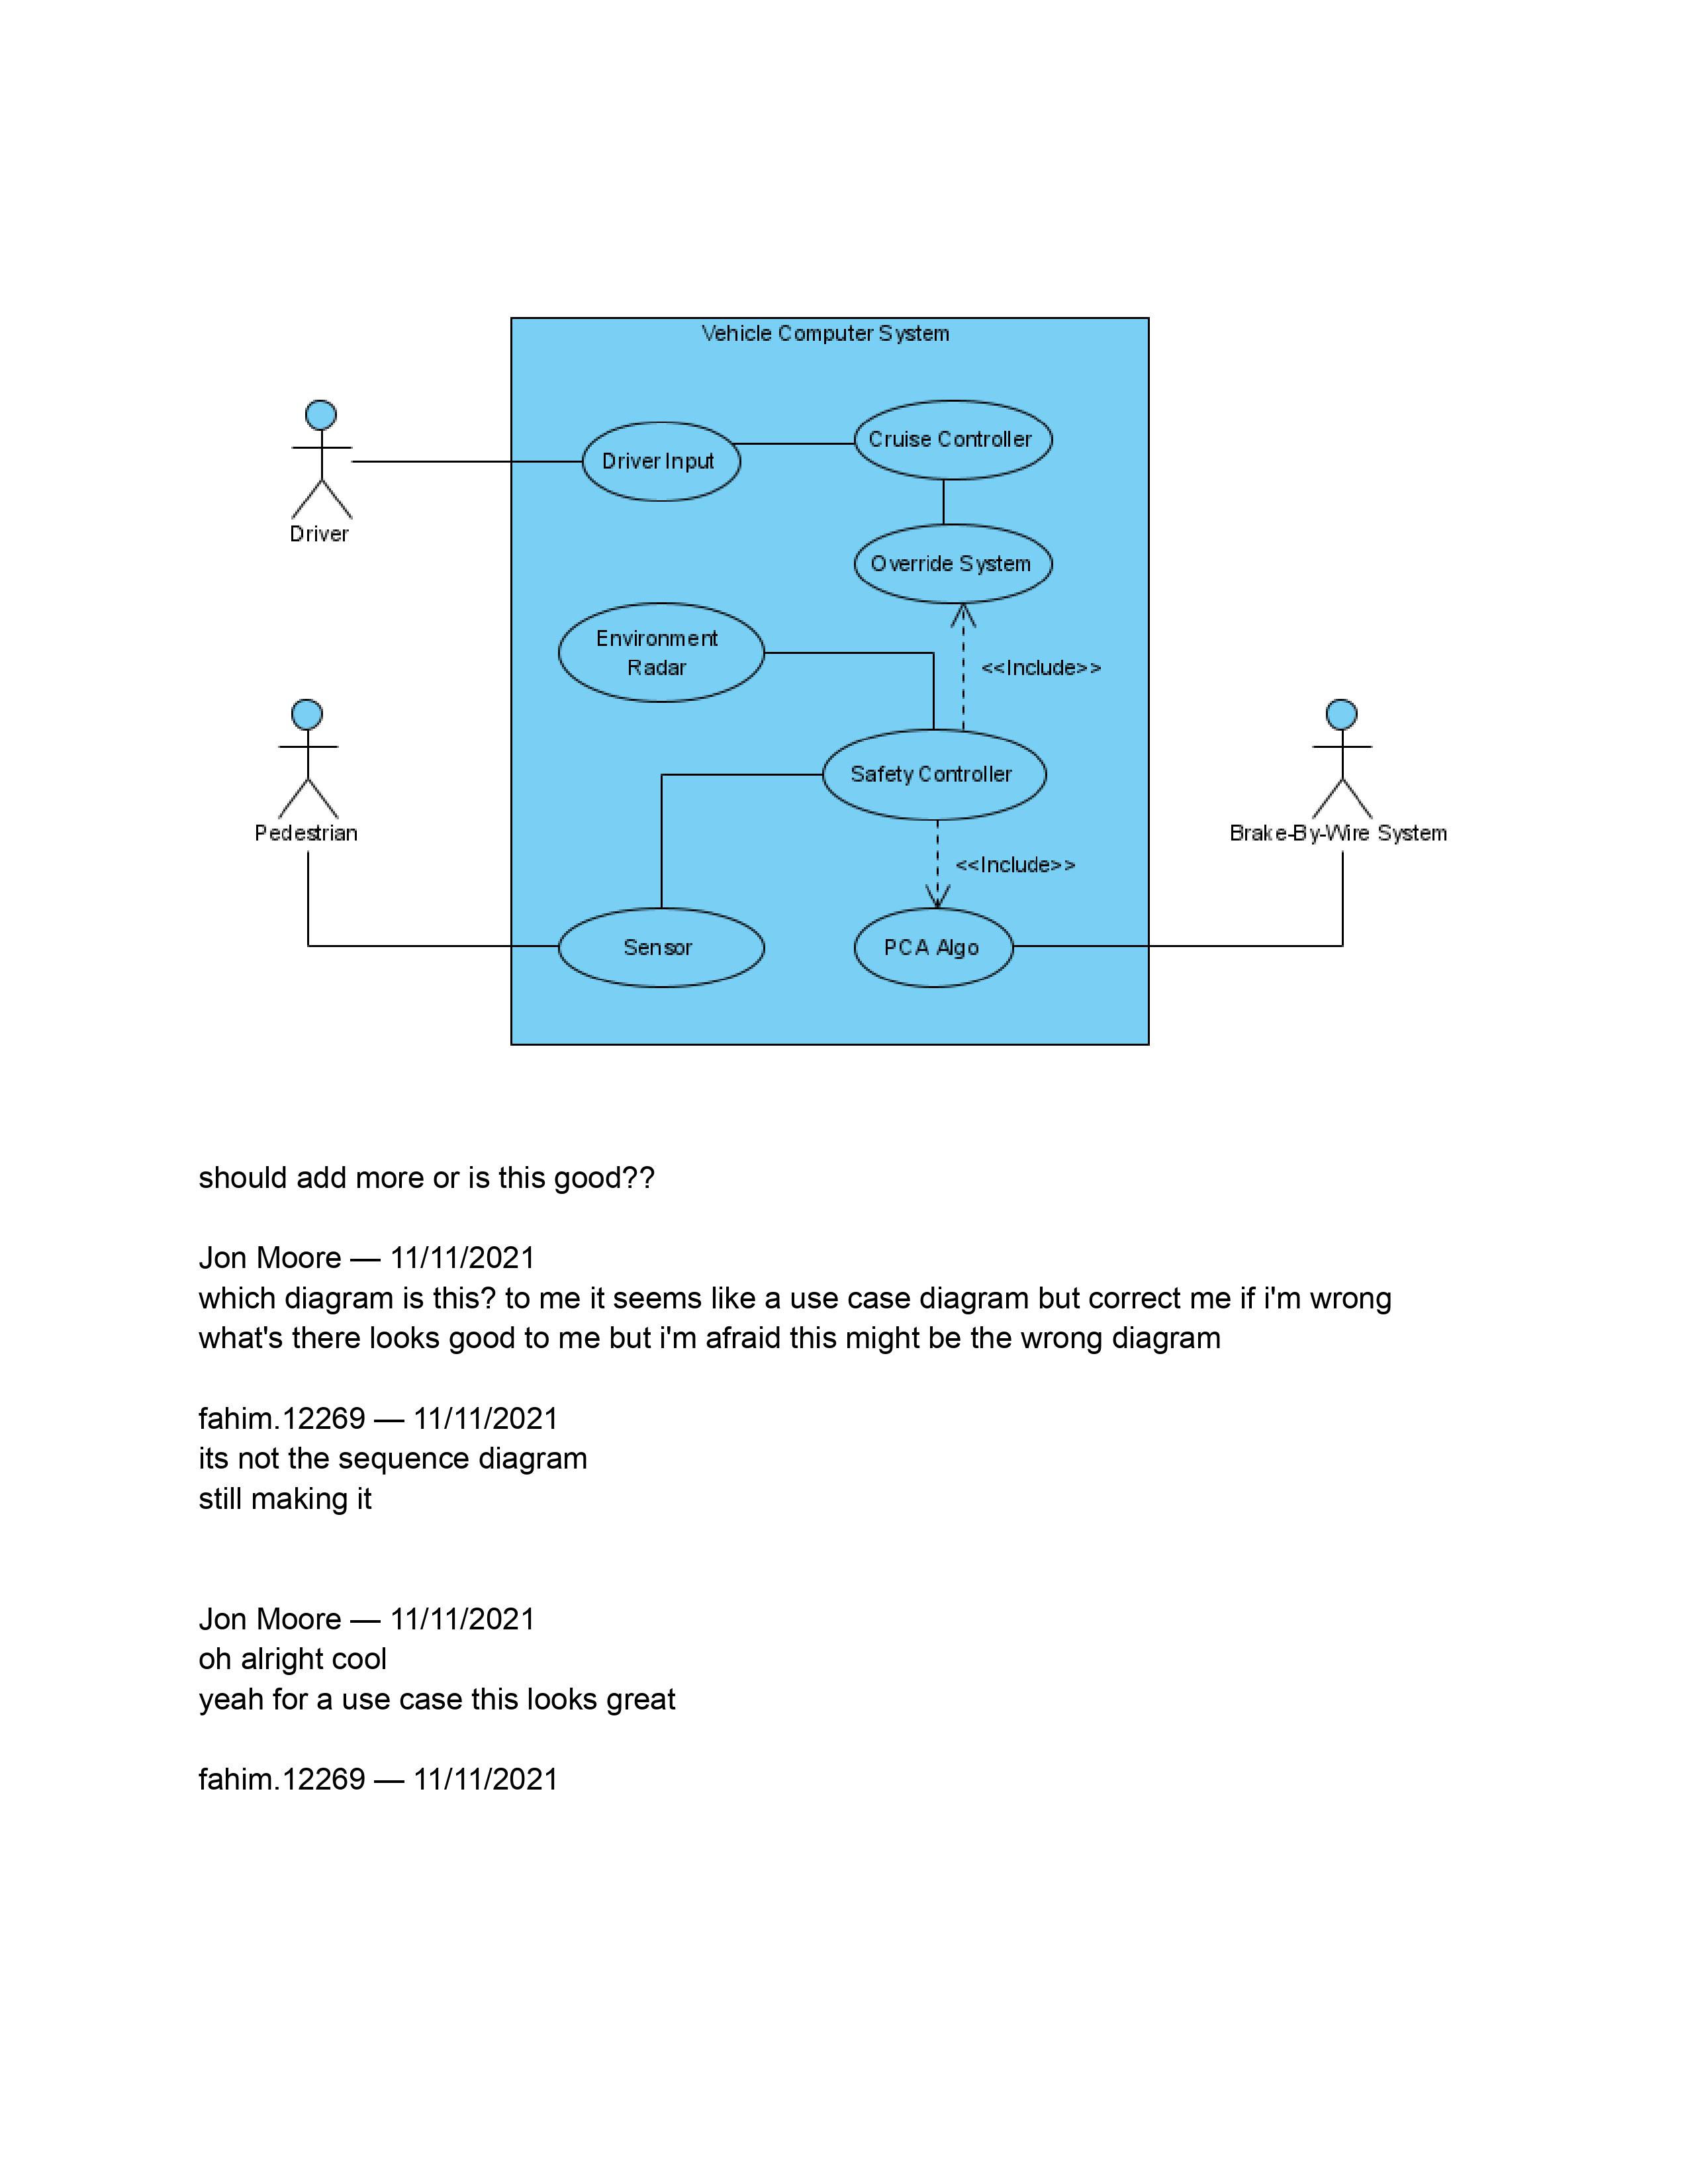 Vehicle Computer System
Driver Input
Cruise Controller
Driver
Override System
Environment
Radar
<<Include>>
Safety Controller
Pedestrian
Brake-By-Wire System
<<Include>>
Sensor
PCA Algo
should add more or is this good??
Jon Moore — 11/11/2021
which diagram is this? to me it seems like a use case diagram but correct me if i'm wrong
what's there looks good to me but i'm afraid this might be the wrong diagram
fahim.12269 — 11/11/2021
its not the sequence diagram
still making it
Jon Moore — 11/11/2021
oh alright cool
yeah for a use case this looks great
fahim.12269 — 11/11/2021